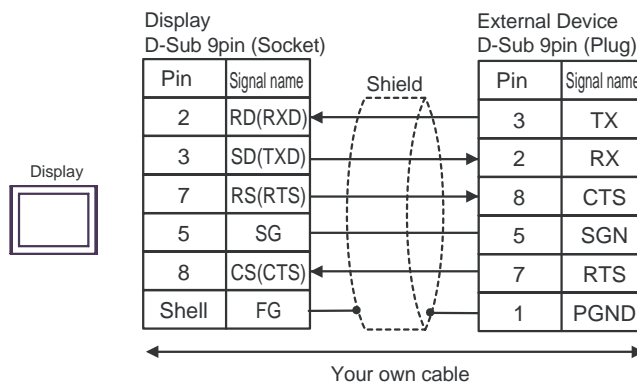 Display
D-Sub 9pin (Socket)
External Device
D-Sub 9pin (Plug)
Pin Signal name Shield Pin Signal name
2 RD(RXD) 3 TX
3 SD(TXD) 2 RX
Display
7 RS(RTS) 8 CTS
5 SG 5 SGN
8 CS(CTS) 7 RTS
Shell FG 1 PGND
Your own cable